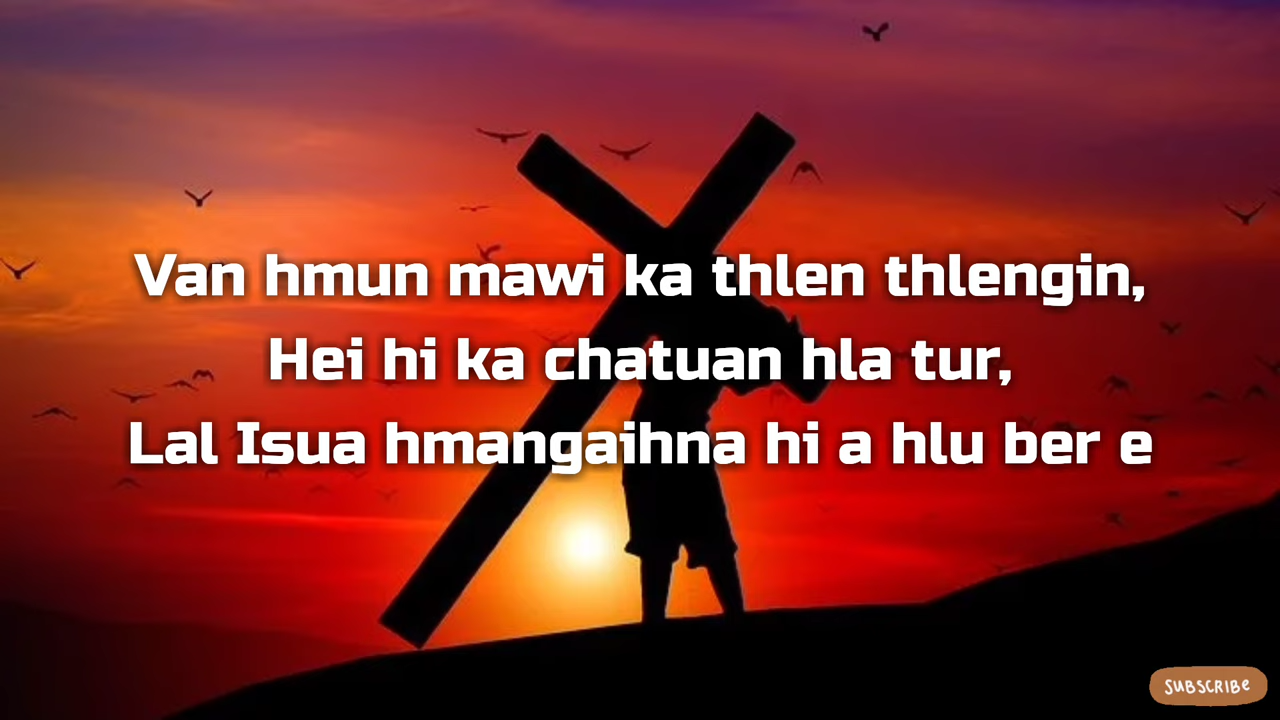 Van hmun mawi ka thlen thlengin,
Hei hi ka chatuan hla tur,
Lal Isua hmangaihna hi a hlu ber e
SUBSCRIBE